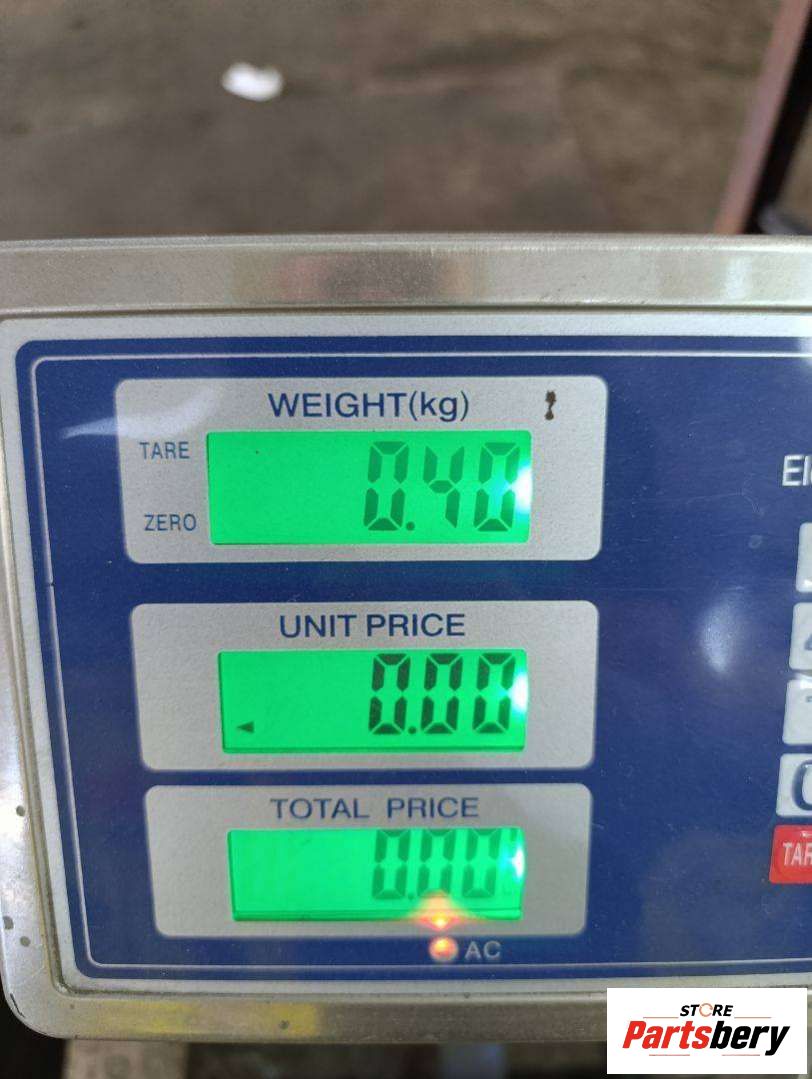 WEIGHT(kg)
TARE
0.40
ZERO
UNIT PRICE
0.00
TOTAL PRICE
0.00
AC
STORE
Partsbery